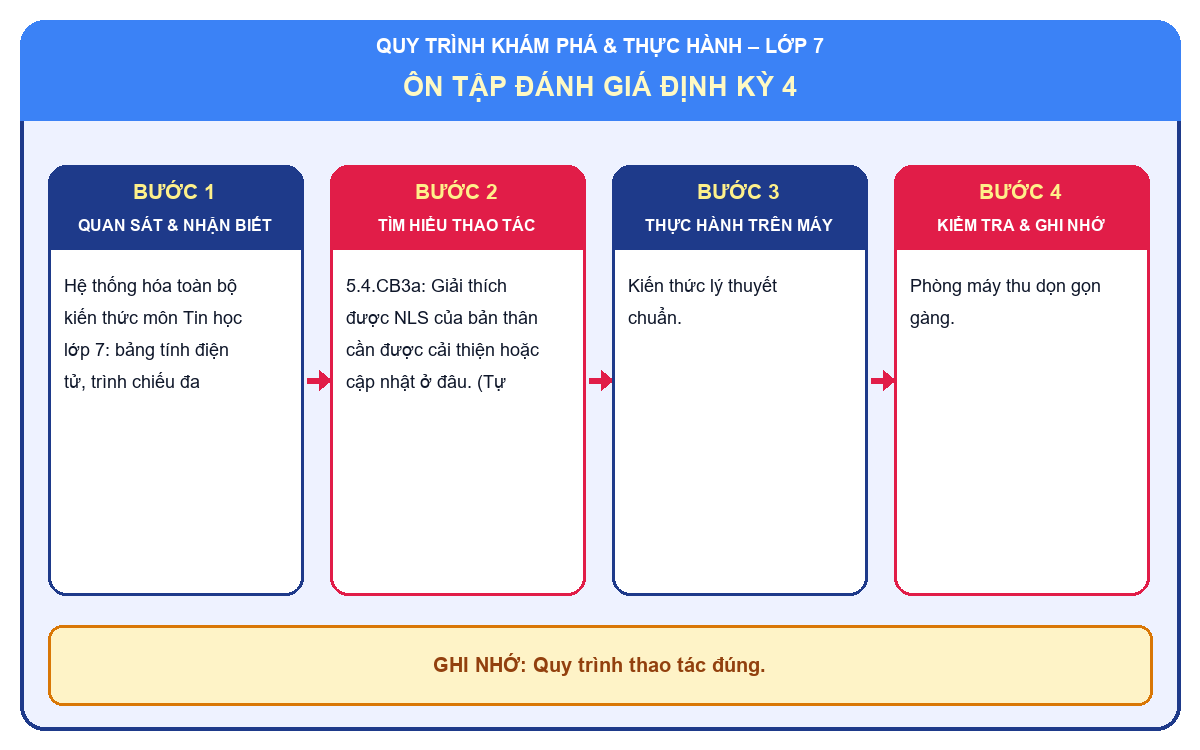 QUY TRÌNH KHÁM PHÁ & THỰC HÀNH – LỚP 7
ÔN TẬP ĐÁNH GIÁ ĐỊNH KỲ 4
BƯỚC 1
QUAN SÁT & NHẬN BIẾT
Hệ thống hóa toàn bộ
kiến thức môn Tin học
lớp 7: bảng tính điện
tử, trình chiếu đa
BƯỚC 2
TÌM HIỂU THAO TÁC
5.4.CB3a: Giải thích
được NLS của bản thân
cần được cải thiện hoặc
cập nhật ở đâu. (Tự
BƯỚC 3
THỰC HÀNH TRÊN MÁY
Kiến thức lý thuyết
chuẩn.
BƯỚC 4
KIỂM TRA & GHI NHỚ
Phòng máy thu dọn gọn
gàng.
GHI NHỚ: Quy trình thao tác đúng.